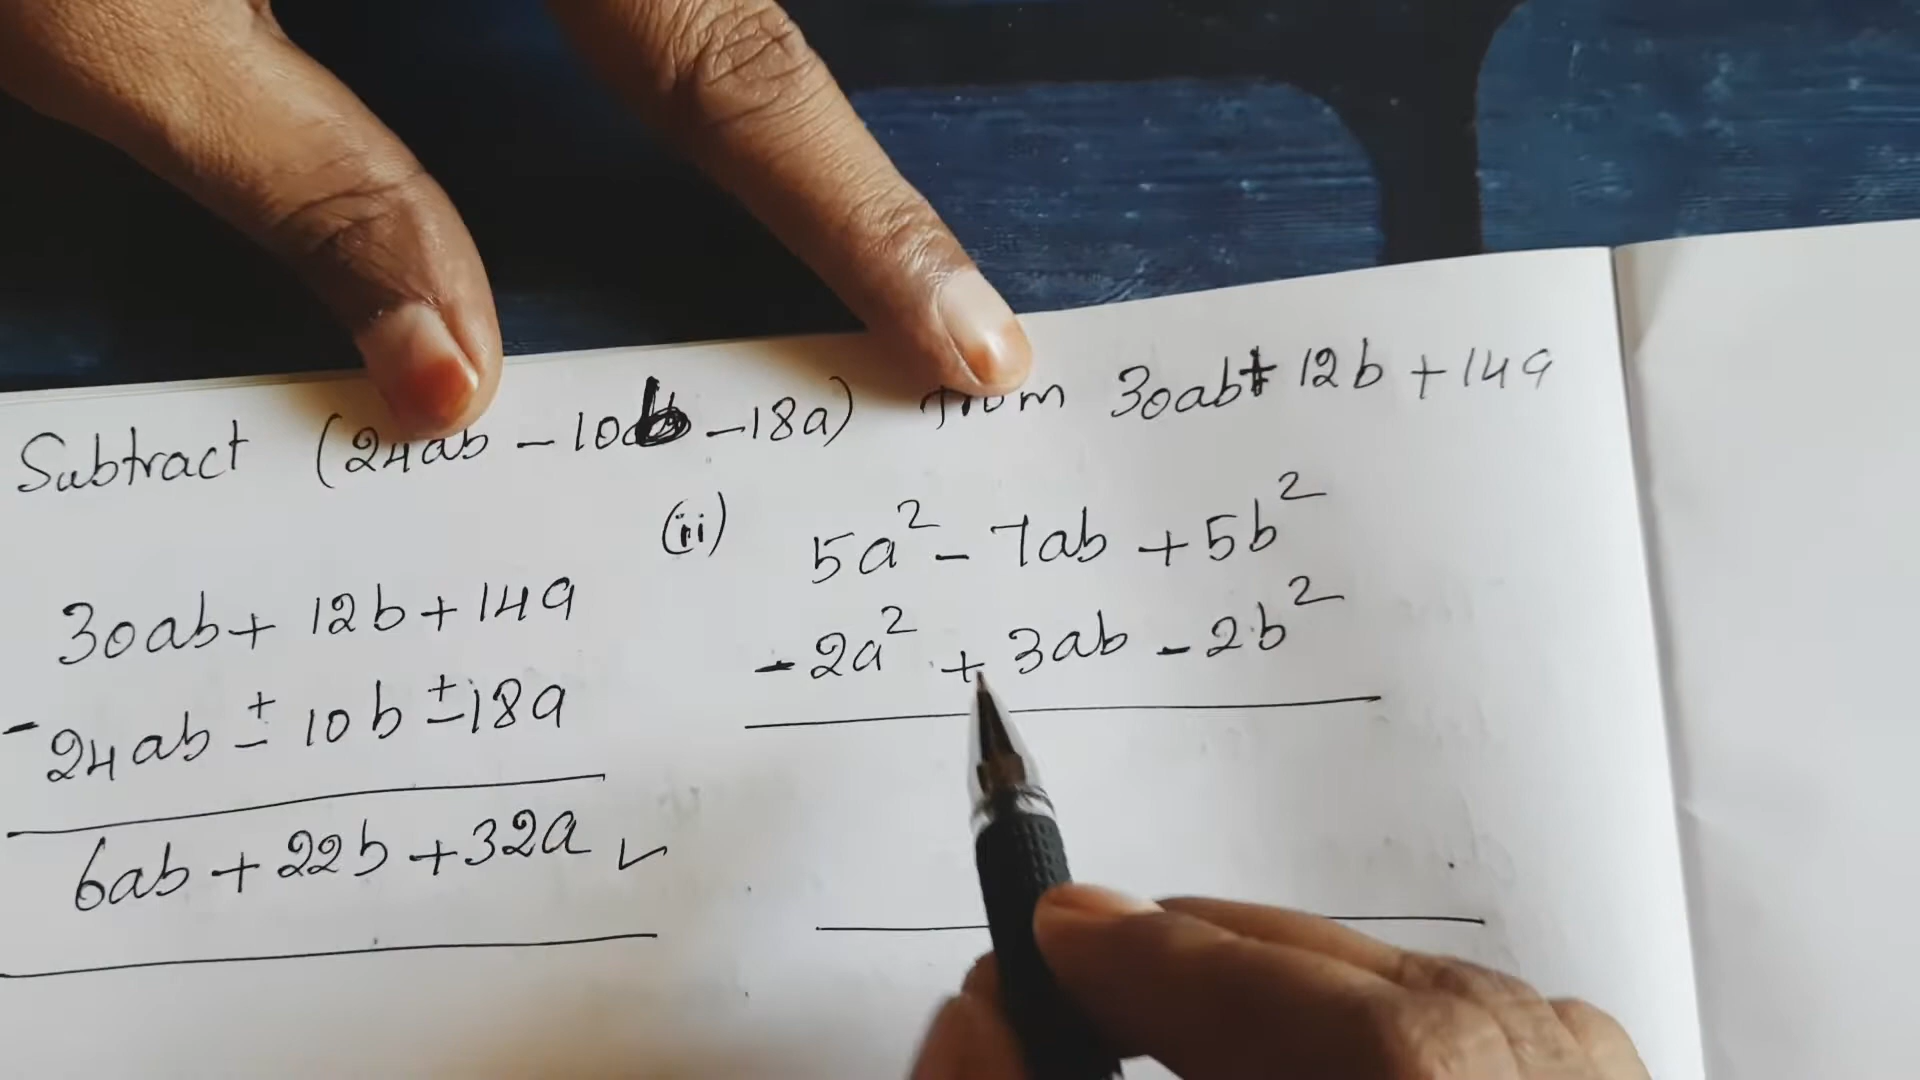 Subtract (24ab - 10b - 18a) from 30ab + 12b + 14a
30ab + 12b + 14a
- 24ab ± 10b ± 18a
6ab + 22b + 32a ✓
(ii) 5a² - 7ab + 5b²
- 2a² + 3ab - 2b²